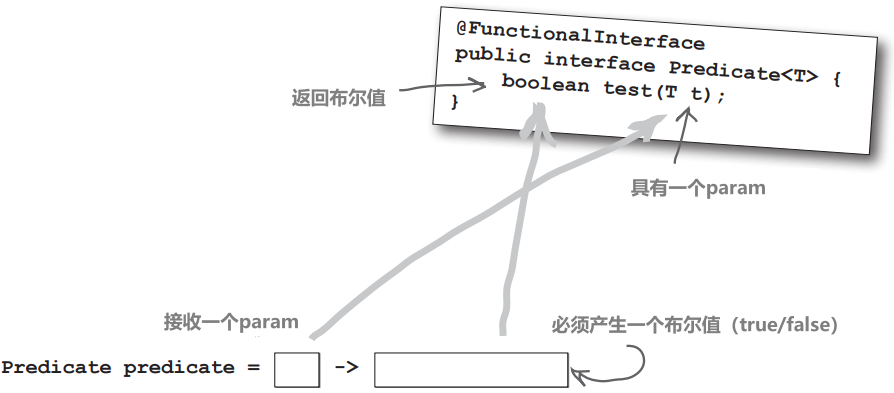 @FunctionalInterface
public interface Predicate<T> {
boolean test(T t);
}
返回布尔值
具有一个param
接收一个param
必须产生一个布尔值（true/false）
Predicate predicate = ->